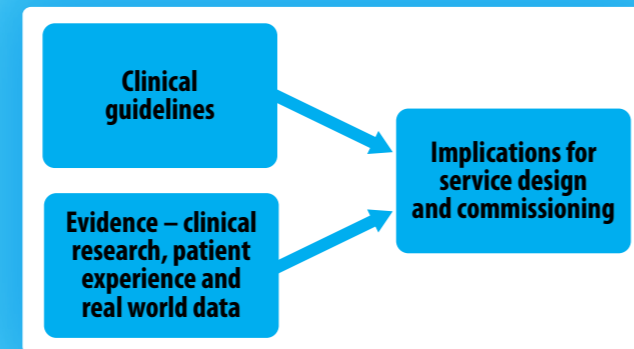 Clinical
guidelines
Evidence – clinical
research, patient
experience and
real world data
Implications for
service design
and commissioning